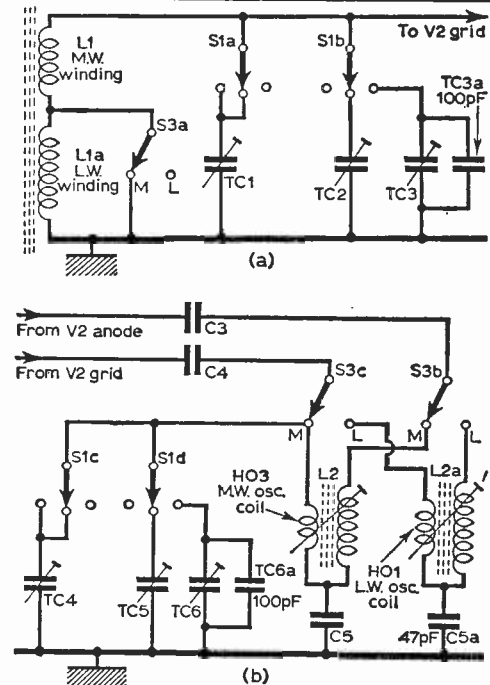 L1
M.W.
winding
S1a
S1b
To V2 grid
TC3a
100pF
S3a
L1a
L.W.
winding
M
L
TC1
TC2
TC3
(a)
From V2 anode
C3
From V2 grid
C4
S3c
S3b
M
L
M
L
S1c
S1d
HO3
M.W. osc.
coil
L2
L2a
TC4
TC5
TC6
TC6a
100pF
HO1
L.W. osc.
coil
C5
47pF
C5a
(b)